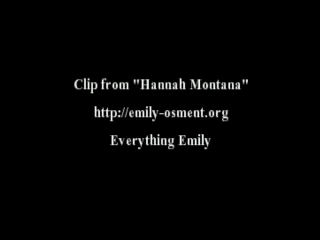 Clip from "Hannah Montana"
http://emily-osment.org
Everything Emily